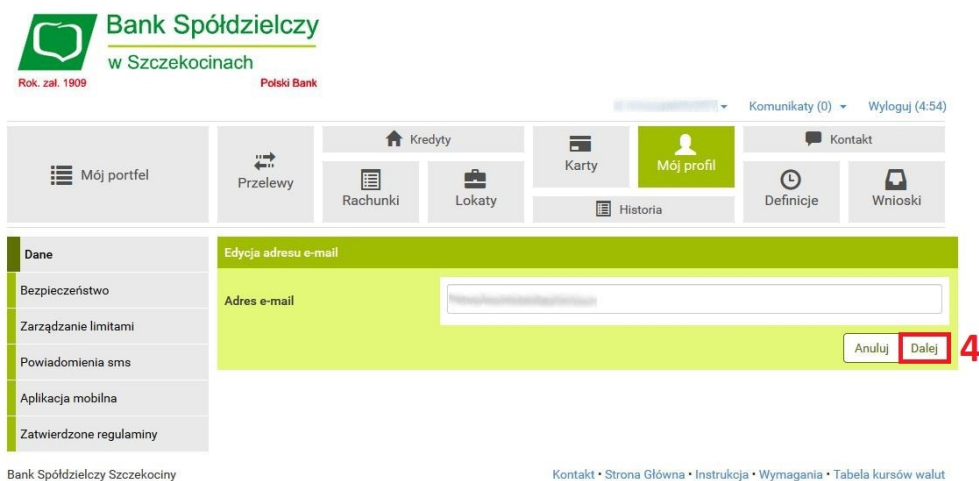 Bank Spółdzielczy
w Szczekocinach
Rok. zał. 1909
Polski Bank
Komunikaty (0)
Wyloguj (4:54)
Mój portfel
Przelewy
Kredyty
Rachunki
Lokaty
Karty
Mój profil
Historia
Kontakt
Definicje
Wnioski
Dane
Bezpieczeństwo
Zarządzanie limitami
Powiadomienia sms
Aplikacja mobilna
Zatwierdzone regulaminy
Edycja adresu e-mail
Adres e-mail
Anuluj
Dalej
4
Bank Spółdzielczy Szczekociny
Kontakt • Strona Główna • Instrukcja • Wymagania • Tabela kursów walut